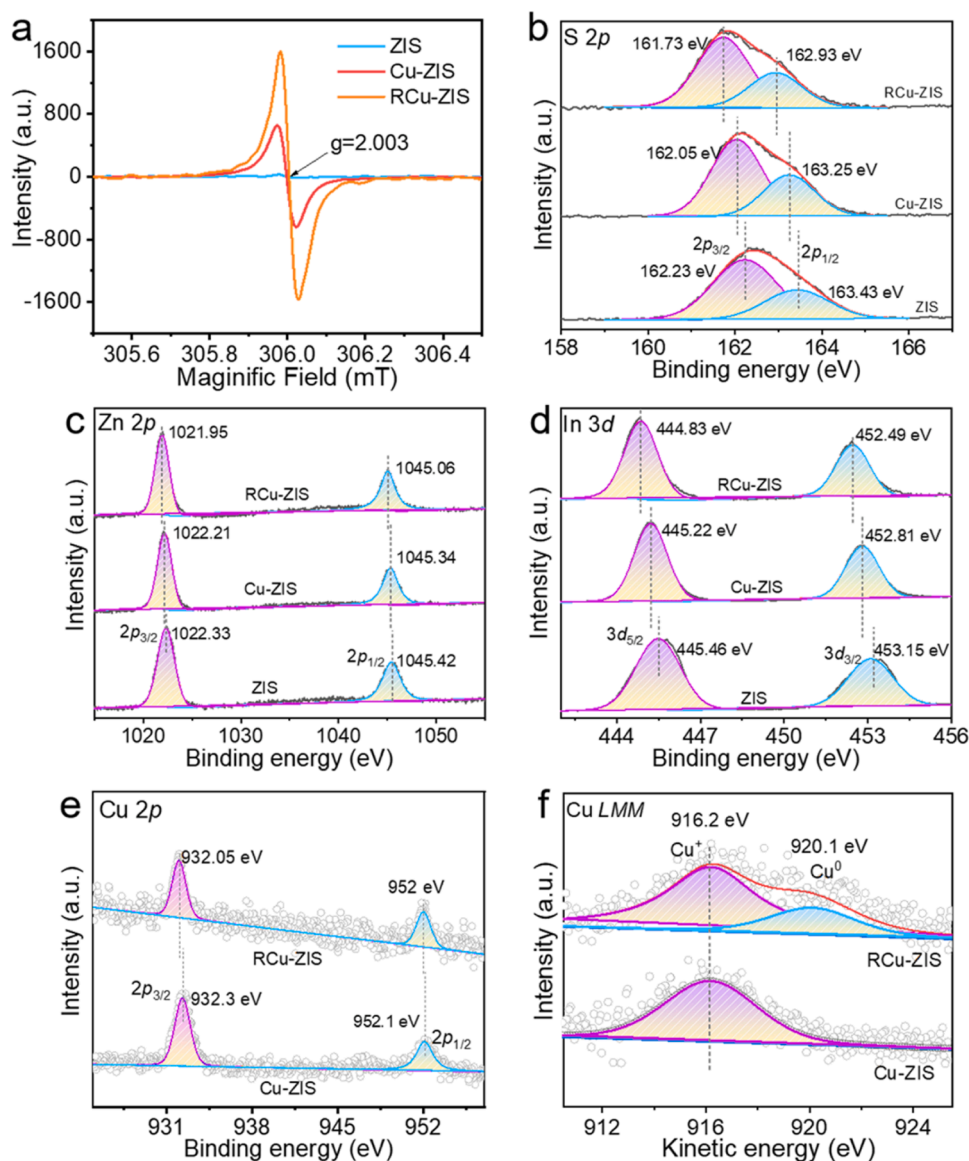 a
1600
800
0
-800
-1600
Intensity (a.u.)
ZIS
Cu-ZIS
RCu-ZIS
g=2.003
305.6
305.8
306.0
306.2
306.4
Maginific Field (mT)
b
S 2p
161.73 eV
162.93 eV
RCu-ZIS
162.05 eV
163.25 eV
Cu-ZIS
2p3/2
2p1/2
162.23 eV
163.43 eV
ZIS
Intensity (a.u.)
158
160
162
164
166
Binding energy (eV)
c
Zn 2p
1021.95
1045.06
RCu-ZIS
1022.21
1045.34
Cu-ZIS
2p3/2
1022.33
2p1/2
1045.42
ZIS
Intensity (a.u.)
1020
1030
1040
1050
Binding energy (eV)
d
In 3d
444.83 eV
452.49 eV
RCu-ZIS
445.22 eV
452.81 eV
Cu-ZIS
3d5/2
445.46 eV
3d3/2
453.15 eV
ZIS
Intensity (a.u.)
444
447
450
453
456
Binding energy (eV)
e
Cu 2p
932.05 eV
952 eV
RCu-ZIS
2p3/2
932.3 eV
952.1 eV
2p1/2
Cu-ZIS
Intensity (a.u.)
931
938
945
952
Binding energy (eV)
f
Cu LMM
916.2 eV
Cu+
920.1 eV
Cu0
RCu-ZIS
Cu-ZIS
Intensity (a.u.)
912
916
920
924
Kinetic energy (eV)